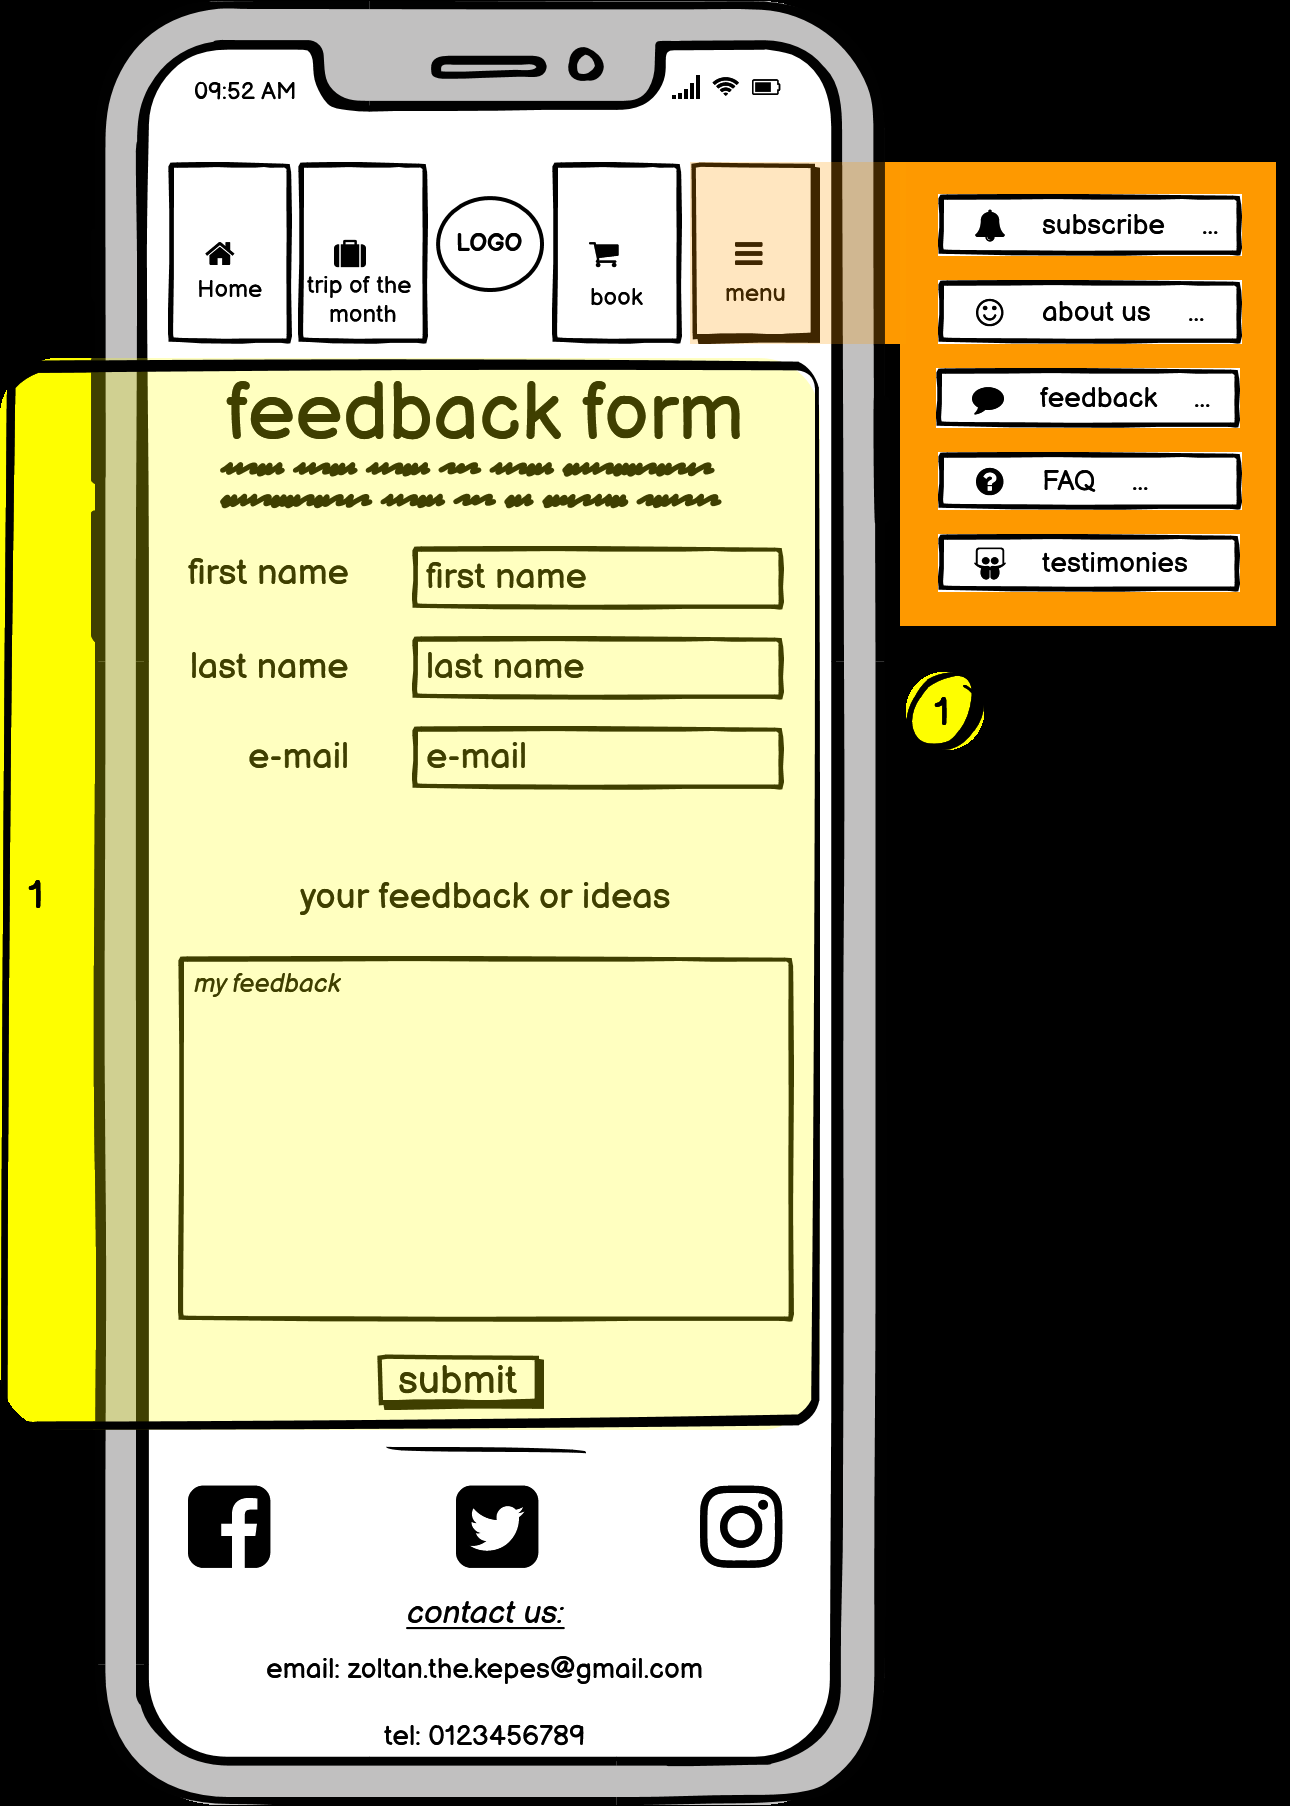 09:52 AM
Home
trip of the
month
LOGO
book
menu
subscribe ...
about us ...
feedback ...
FAQ ...
testimonies
feedback form
first name first name
last name last name
e-mail e-mail
1
1
your feedback or ideas
my feedback
submit
contact us:
email: zoltan.the.kepes@gmail.com
tel: 0123456789